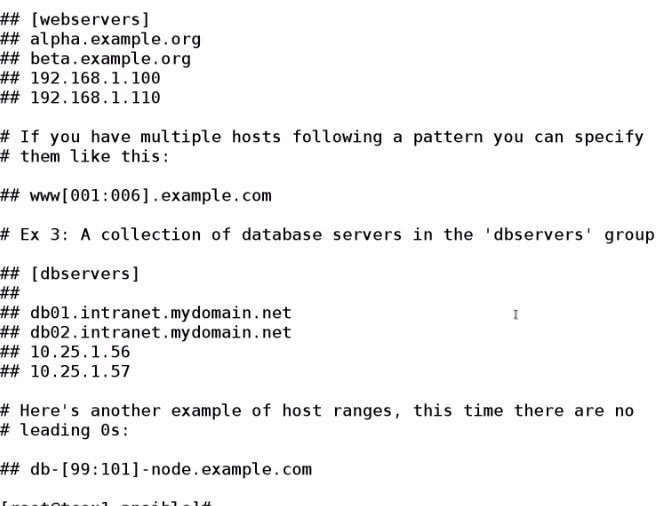 ## [webservers]
## alpha.example.org
## beta.example.org
## 192.168.1.100
## 192.168.1.110
# If you have multiple hosts following a pattern you can specify
# them like this:
## www[001:006].example.com
# Ex 3: A collection of database servers in the 'dbservers' group
## [dbservers]
##
## db01.intranet.mydomain.net
## db02.intranet.mydomain.net
## 10.25.1.56
## 10.25.1.57
# Here's another example of host ranges, this time there are no
# leading 0s:
## db-[99:101]-node.example.com